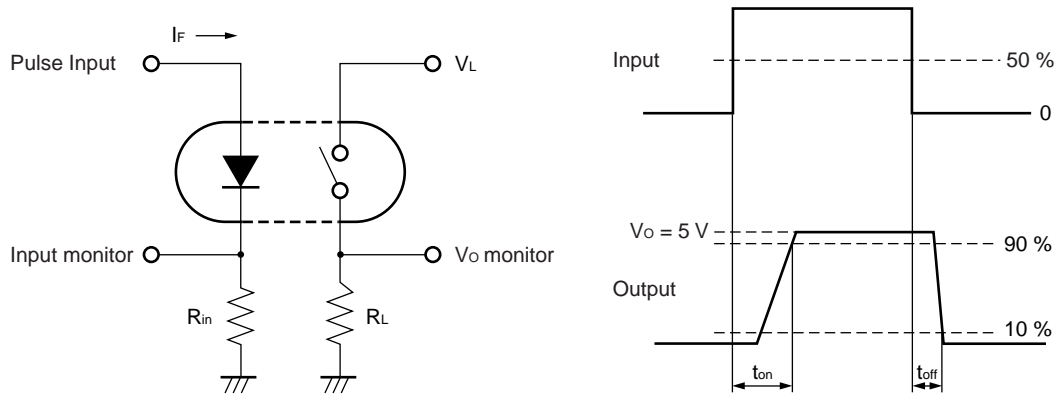 IF
Pulse Input
VL
Input monitor
VO monitor
Rin
RL
Input
50 %
0
VO = 5 V
90 %
Output
10 %
ton
toff